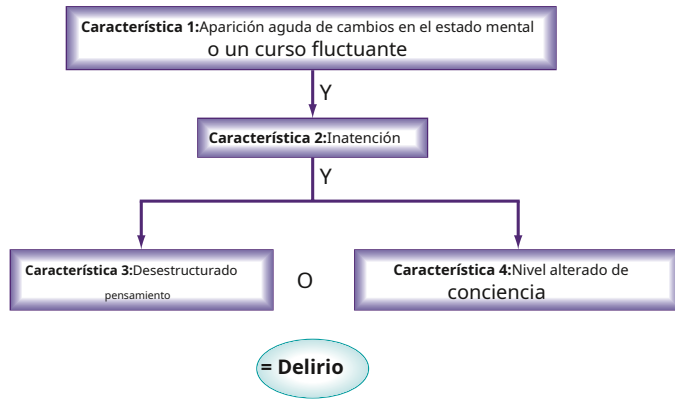 Característica 1:Aparición aguda de cambios en el estado mental
o un curso fluctuante
Y
Característica 2:Inatención
Y
Característica 3:Desestructurado
pensamiento
O
Característica 4:Nivel alterado de
conciencia
= Delirio